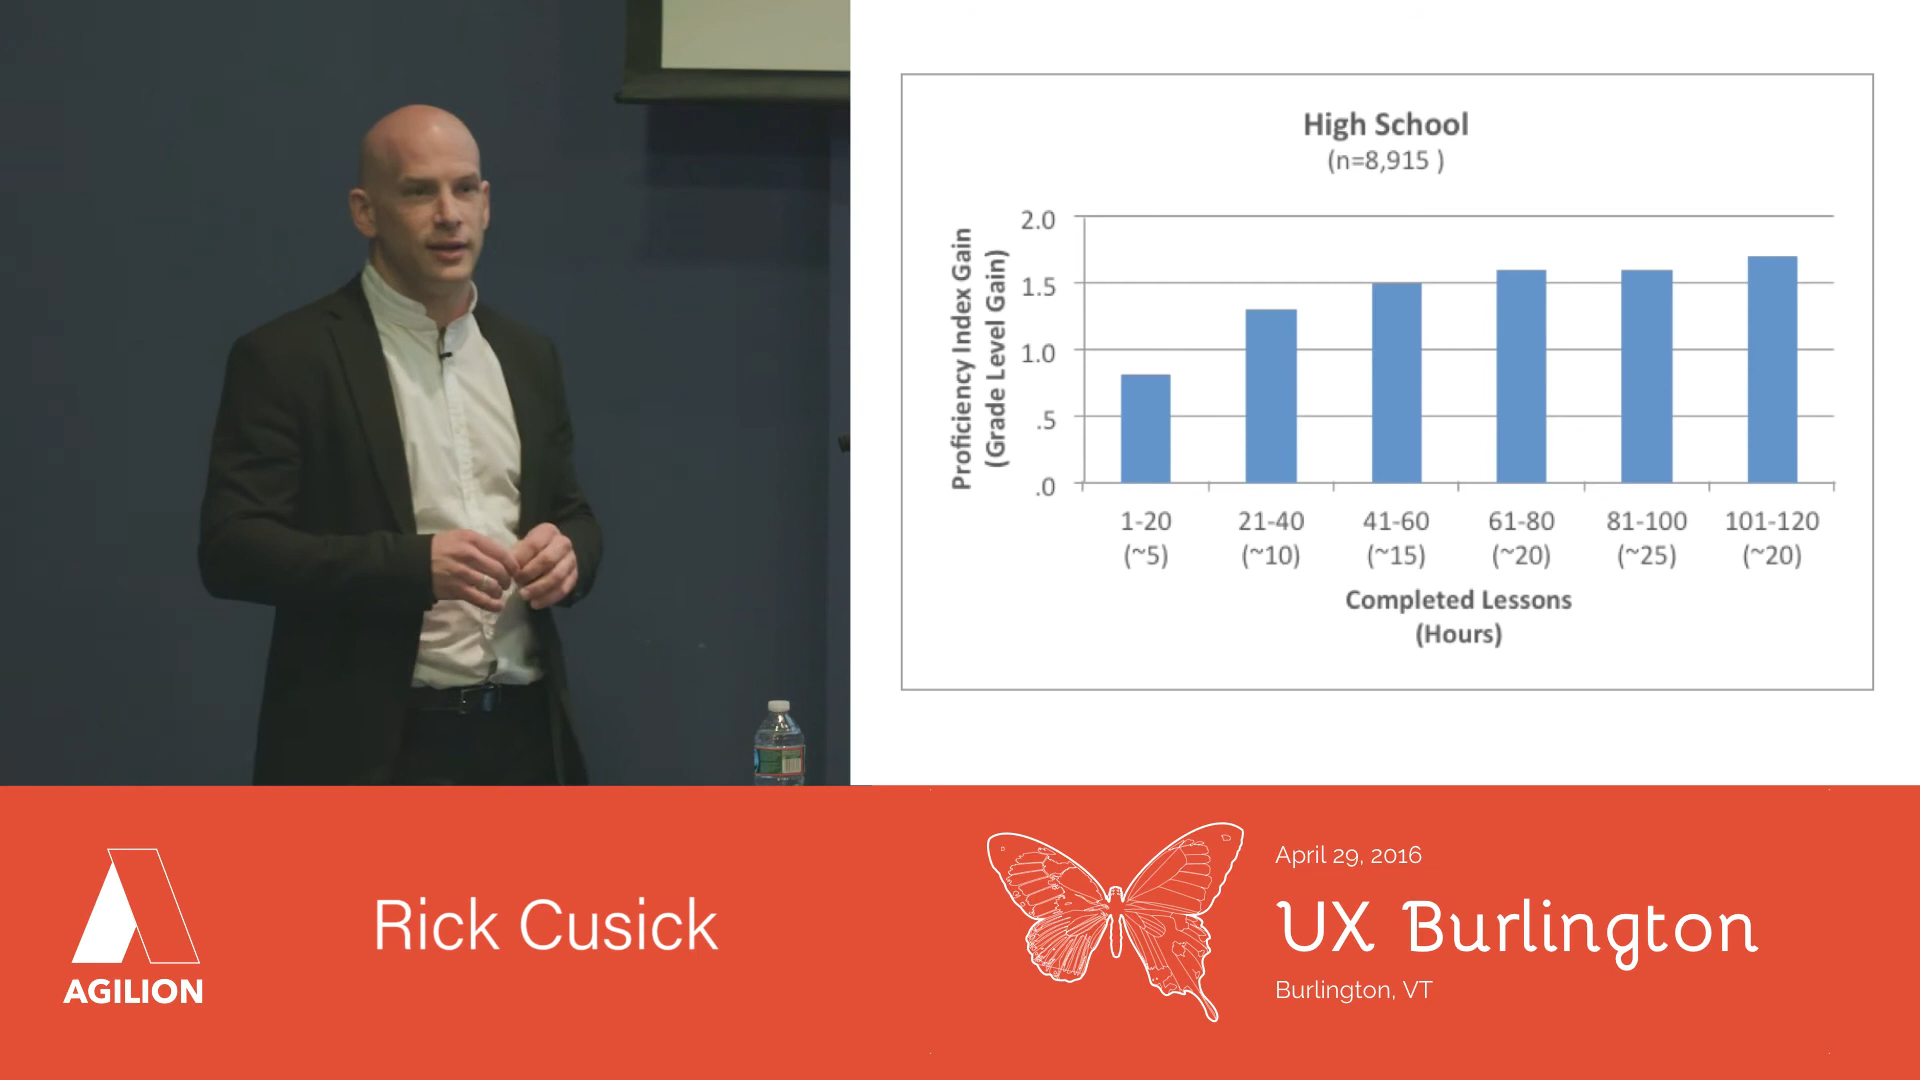 High School
(n=8,915 )
Proficiency Index Gain
(Grade Level Gain)
2.0
1.5
1.0
.5
.0
1-20
21-40
41-60
61-80
81-100
101-120
(~5)
(~10)
(~15)
(~20)
(~25)
(~20)
Completed Lessons
(Hours)
AGILION
Rick Cusick
April 29, 2016
UX Burlington
Burlington, VT